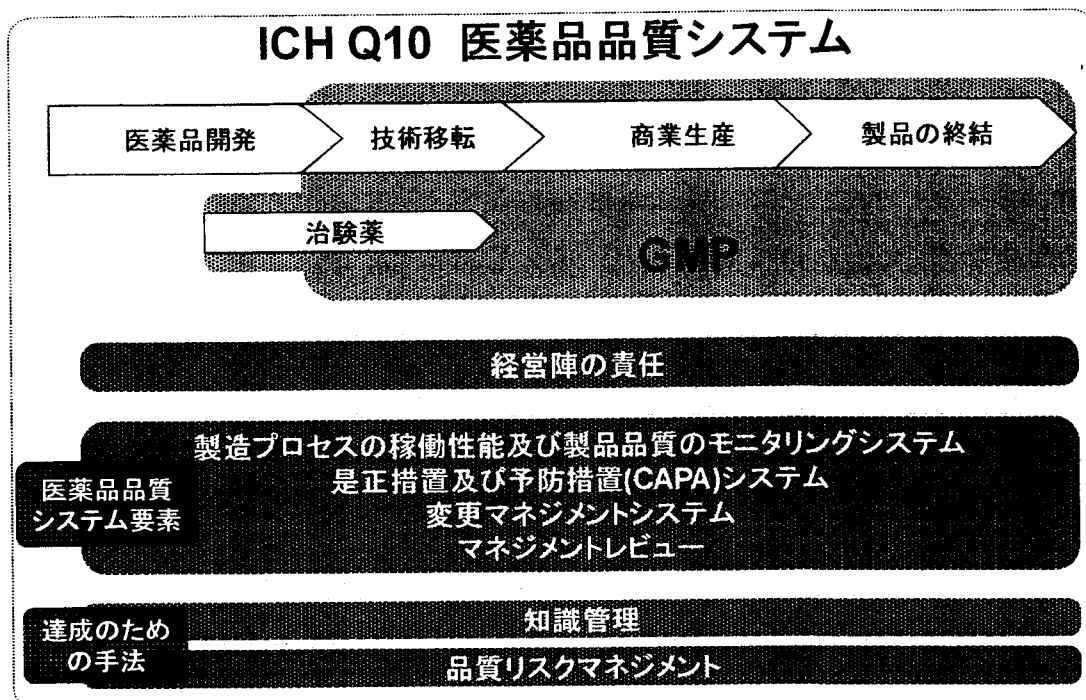 ICH Q10 医薬品品質システム
医薬品開発
技術移転
商業生産
製品の終結
治験薬
GMP
経営陣の責任
医薬品品質
システム要素
製造プロセスの稼働性能及び製品品質のモニタリングシステム
是正措置及び予防措置(CAPA)システム
変更マネジメントシステム
マネジメントレビュー
達成のため
の手法
知識管理
品質リスクマネジメント